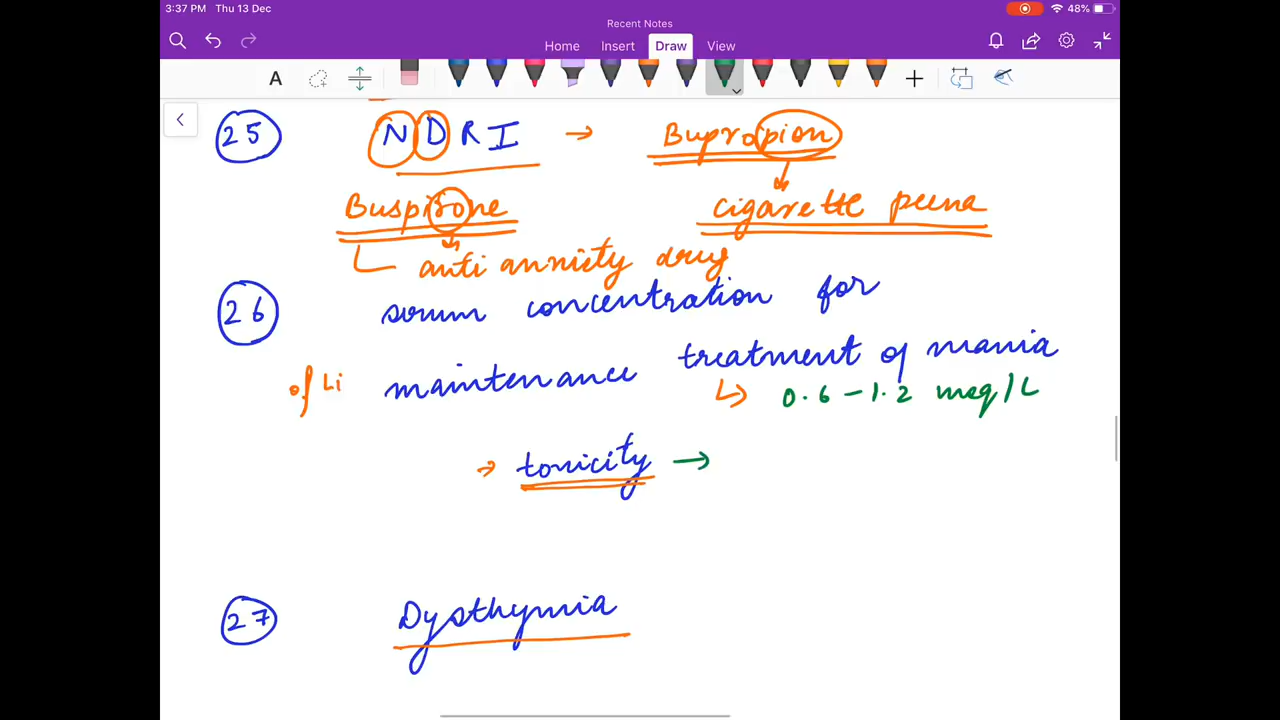 3:37 PM Thu 13 Dec
48%
Recent Notes
Home Insert Draw View
A
25 NDRI → Bupropion
Buspirone cigarette peena
anti anxiety drug
26 serum concentration for
of Li maintenance treatment of mania
↳ 0.6 – 1.2 meq/L
→ toxicity →
27 Dysthymia